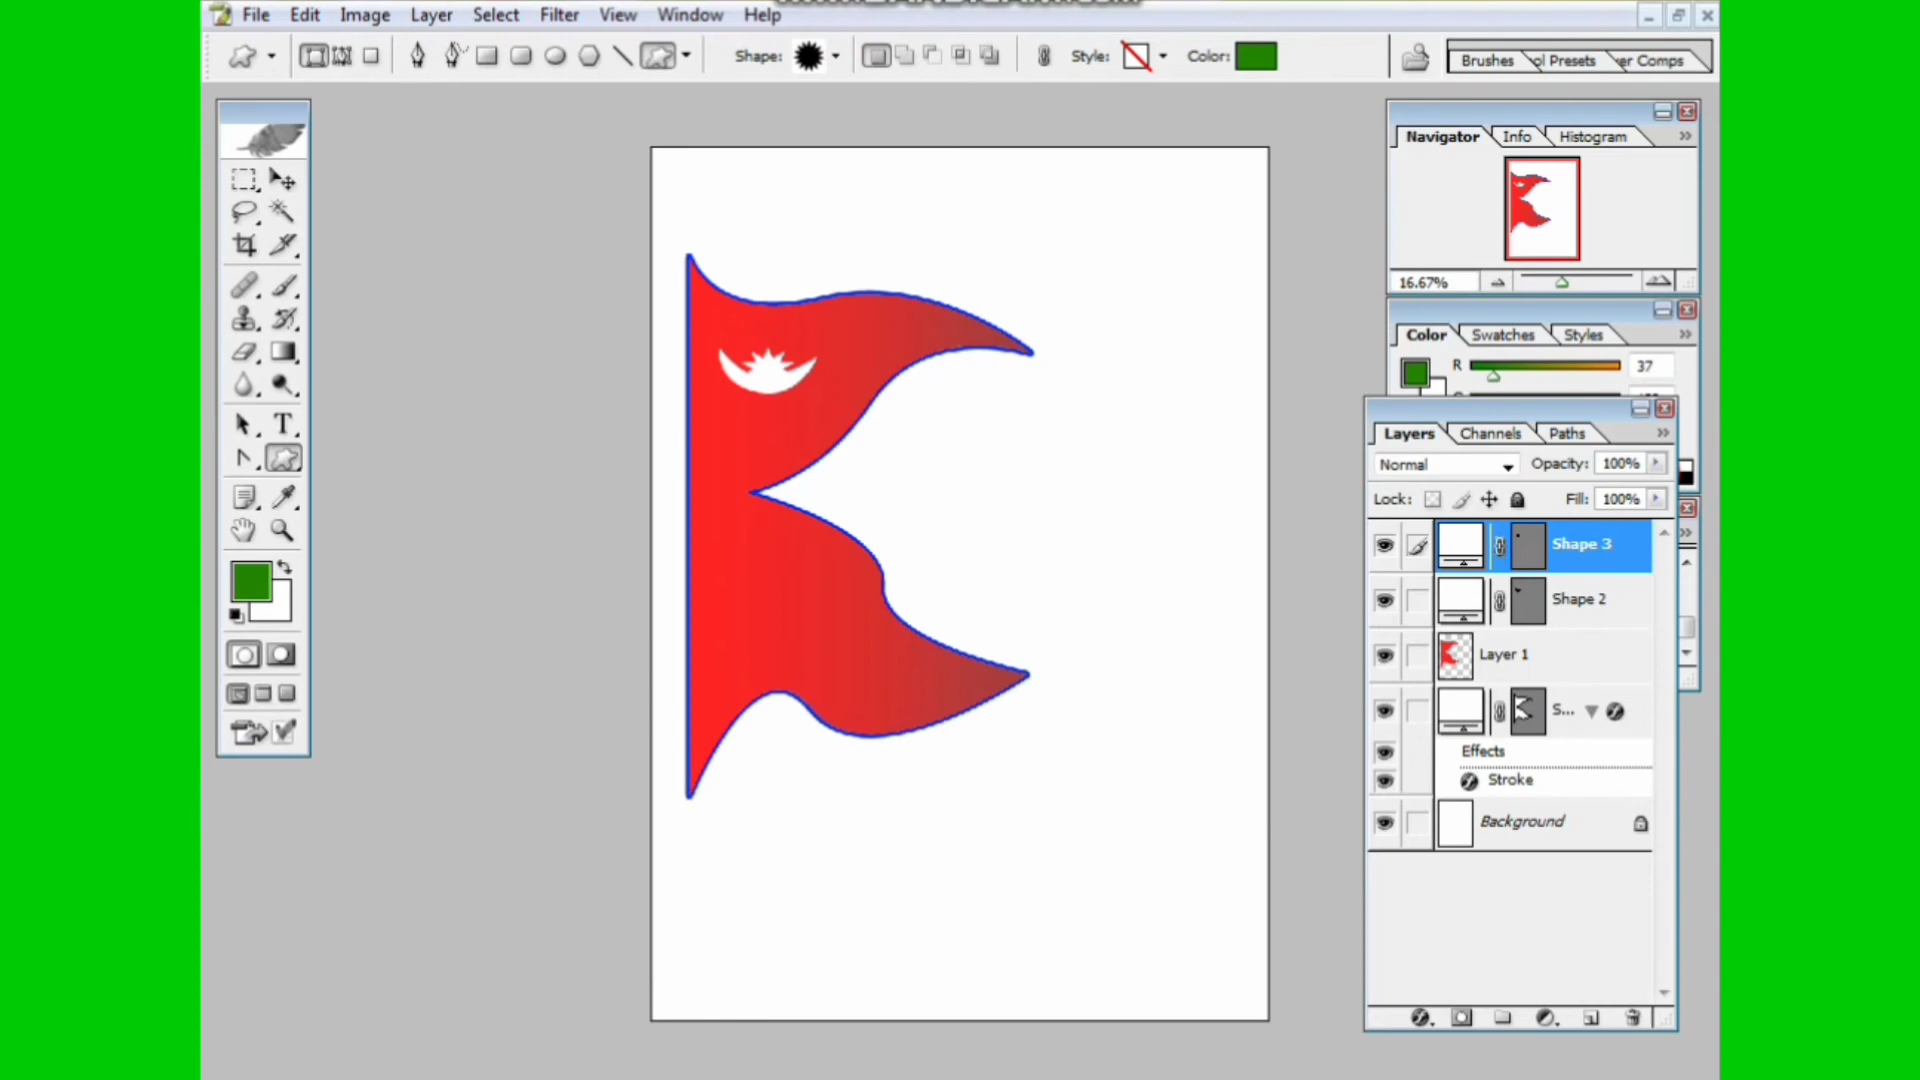 File Edit Image Layer Select Filter View Window Help
Shape: Style: Color: Brushes ol Presets er Comps
Navigator Info Histogram
16.67%
Color Swatches Styles
R 37
Layers Channels Paths
Normal Opacity: 100%
Lock: Fill: 100%
Shape 3
Shape 2
Layer 1
S...
Effects
Stroke
Background
T